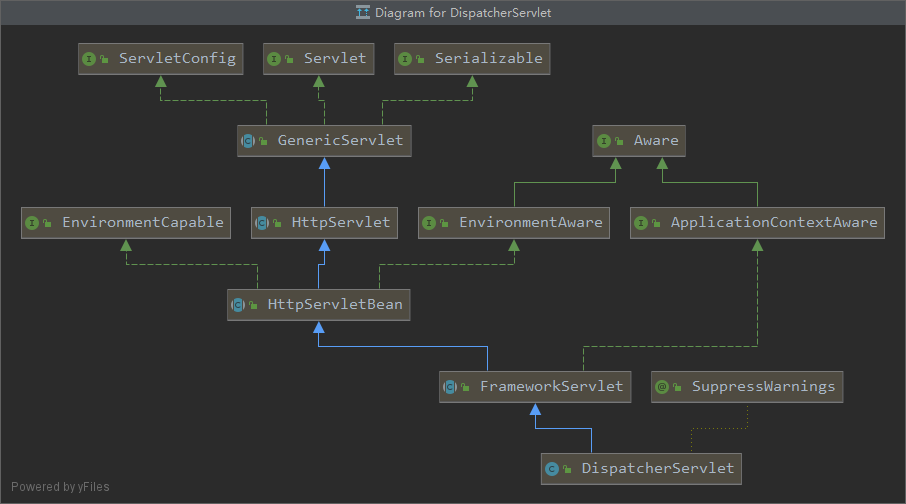 Diagram for DispatcherServlet
ServletConfig
Servlet
Serializable
GenericServlet
Aware
EnvironmentCapable
HttpServlet
EnvironmentAware
ApplicationContextAware
HttpServletBean
FrameworkServlet
SuppressWarnings
DispatcherServlet
Powered by yFiles